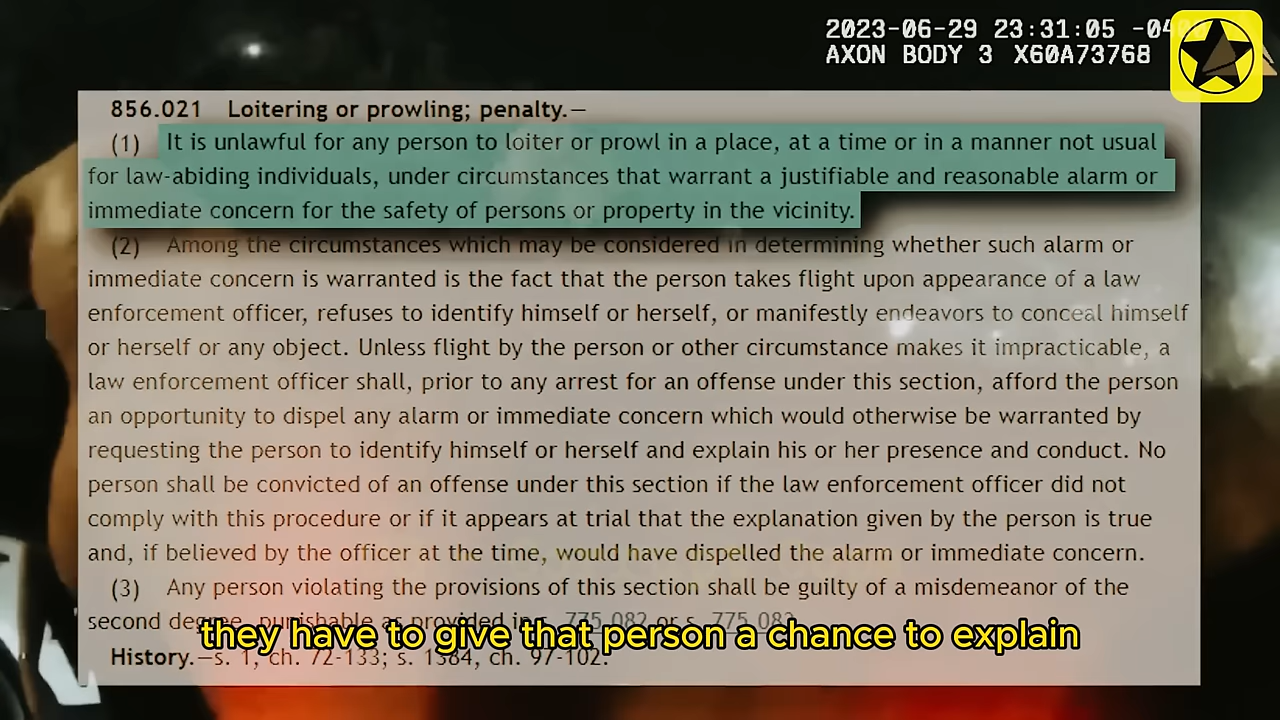 2023-06-29 23:31:05 -04
AXON BODY 3 X60A73768
856.021 Loitering or prowling; penalty.—
(1) It is unlawful for any person to loiter or prowl in a place, at a time or in a manner not usual
for law-abiding individuals, under circumstances that warrant a justifiable and reasonable alarm or
immediate concern for the safety of persons or property in the vicinity.
(2) Among the circumstances which may be considered in determining whether such alarm or
immediate concern is warranted is the fact that the person takes flight upon appearance of a law
enforcement officer, refuses to identify himself or herself, or manifestly endeavors to conceal himself
or herself or any object. Unless flight by the person or other circumstance makes it impracticable, a
law enforcement officer shall, prior to any arrest for an offense under this section, afford the person
an opportunity to dispel any alarm or immediate concern which would otherwise be warranted by
requesting the person to identify himself or herself and explain his or her presence and conduct. No
person shall be convicted of an offense under this section if the law enforcement officer did not
comply with this procedure or if it appears at trial that the explanation given by the person is true
and, if believed by the officer at the time, would have dispelled the alarm or immediate concern.
(3) Any person violating the provisions of this section shall be guilty of a misdemeanor of the
second degree, punishable as provided in s. 775.082 or s. 775.083.
they have to give that person a chance to explain
History.—s. 1, ch. 72-133; s. 1384, ch. 97-102.